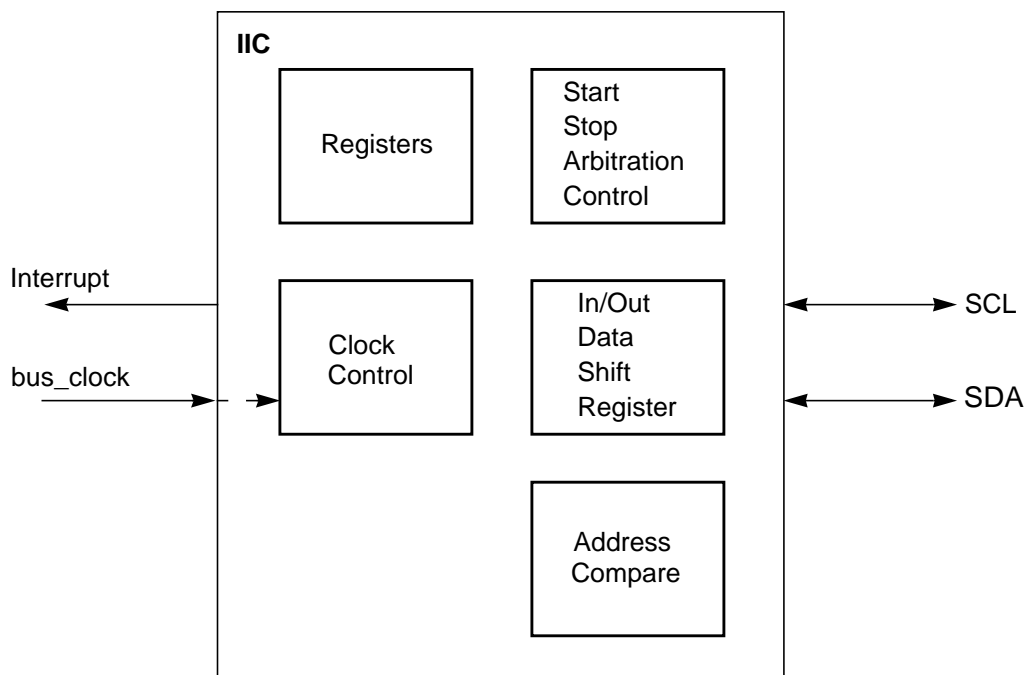 IIC
Registers
Start
Stop
Arbitration
Control
Interrupt
bus_clock
Clock
Control
In/Out
Data
Shift
Register
SCL
SDA
Address
Compare